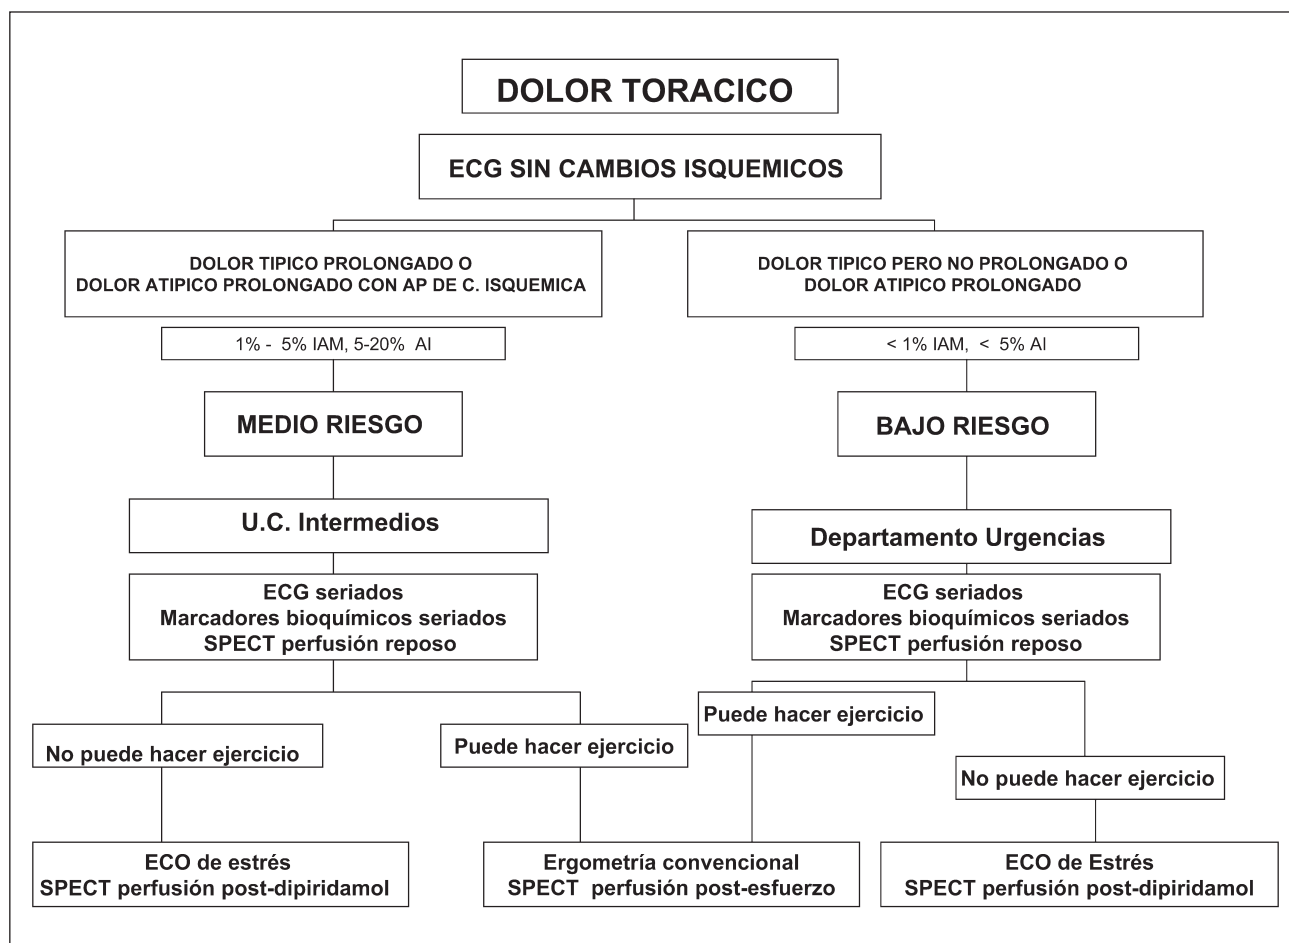 DOLOR TORACICO
ECG SIN CAMBIOS ISQUEMICOS
DOLOR TIPICO PROLONGADO O
DOLOR ATIPICO PROLONGADO CON AP DE C. ISQUEMICA
DOLOR TIPICO PERO NO PROLONGADO O
DOLOR ATIPICO PROLONGADO
1% - 5% IAM, 5-20% AI
< 1% IAM, < 5% AI
MEDIO RIESGO
BAJO RIESGO
U.C. Intermedios
Departamento Urgencias
ECG seriados
Marcadores bioquímicos seriados
SPECT perfusión reposo
ECG seriados
Marcadores bioquímicos seriados
SPECT perfusión reposo
No puede hacer ejercicio
Puede hacer ejercicio
Puede hacer ejercicio
No puede hacer ejercicio
ECO de estrés
SPECT perfusión post-dipiridamol
Ergometría convencional
SPECT perfusión post-esfuerzo
ECO de Estrés
SPECT perfusión post-dipiridamol